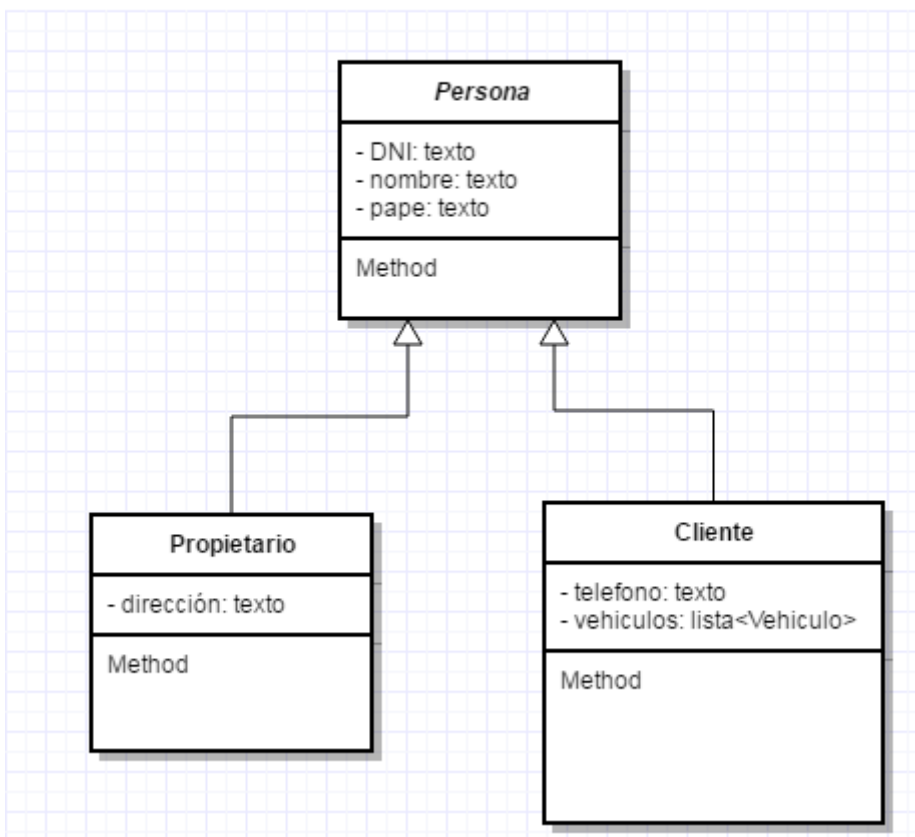 Persona
- DNI: texto
- nombre: texto
- pape: texto
Method
Propietario
- dirección: texto
Method
Cliente
- telefono: texto
- vehiculos: lista<Vehiculo>
Method